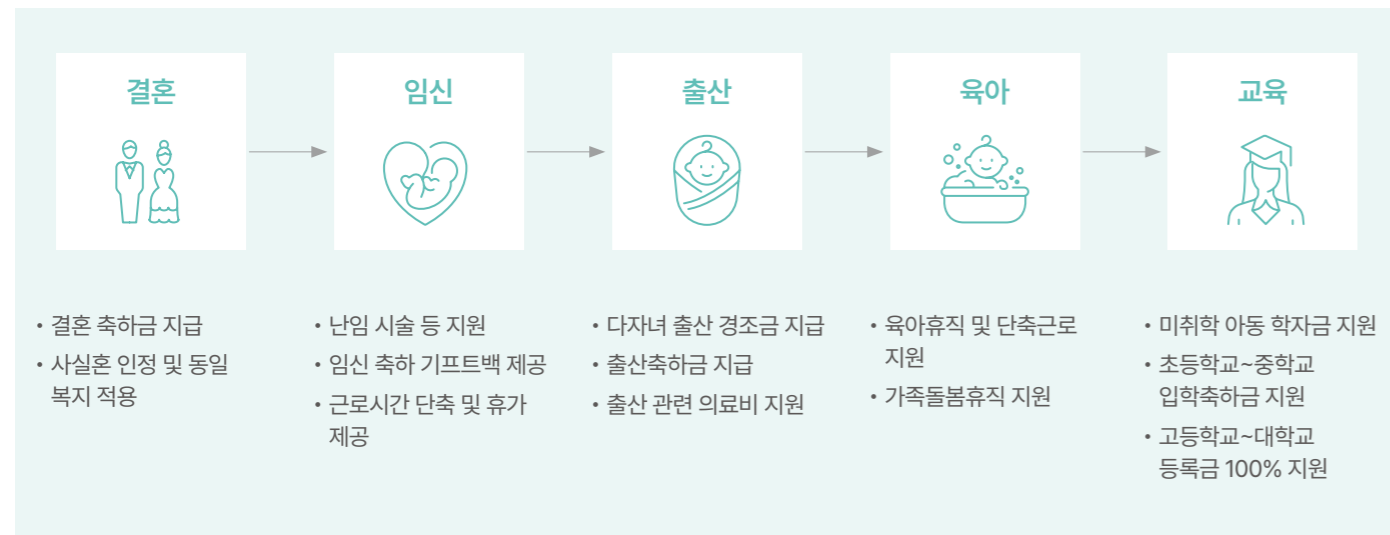 결혼
임신
출산
육아
교육
• 결혼 축하금 지급
• 사실혼 인정 및 동일
복지 적용
• 난임 시술 등 지원
• 임신 축하 기프트백 제공
• 근로시간 단축 및 휴가
제공
• 다자녀 출산 경조금 지급
• 출산축하금 지급
• 출산 관련 의료비 지원
• 육아휴직 및 단축근로
지원
• 가족돌봄휴직 지원
• 미취학 아동 학자금 지원
• 초등학교~중학교
입학축하금 지원
• 고등학교~대학교
등록금 100% 지원